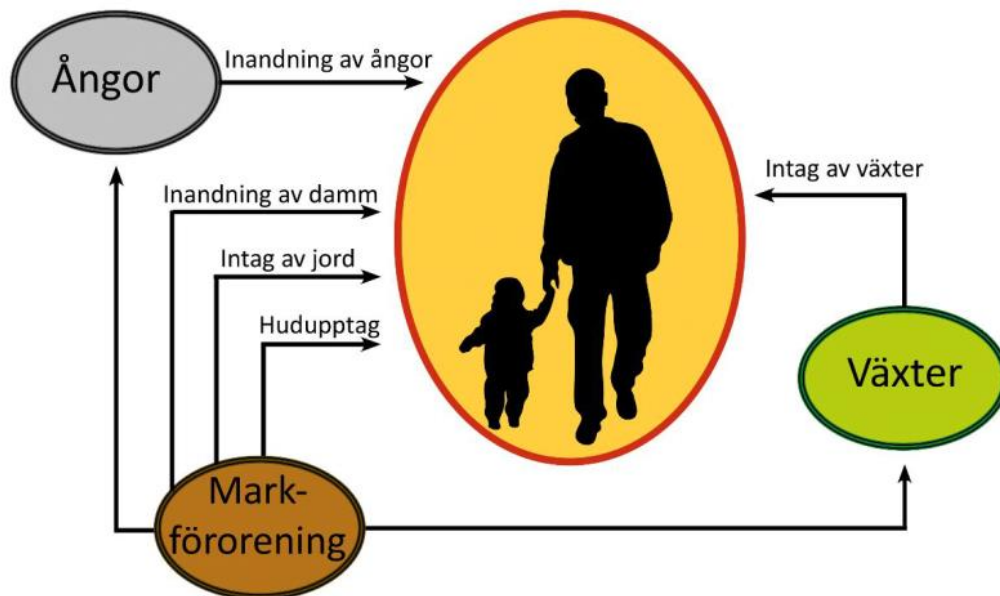 Ångor
Inandning av ångor
Inandning av damm
Intag av jord
Hudupptag
Intag av växter
Växter
Mark-
förorening